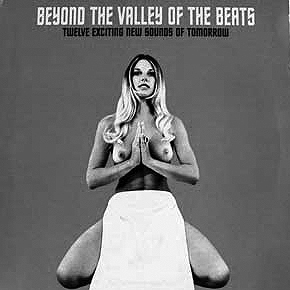 BEYOND THE VALLEY OF THE BEATS
TWELVE EXCITING NEW SOUNDS OF TOMORROW